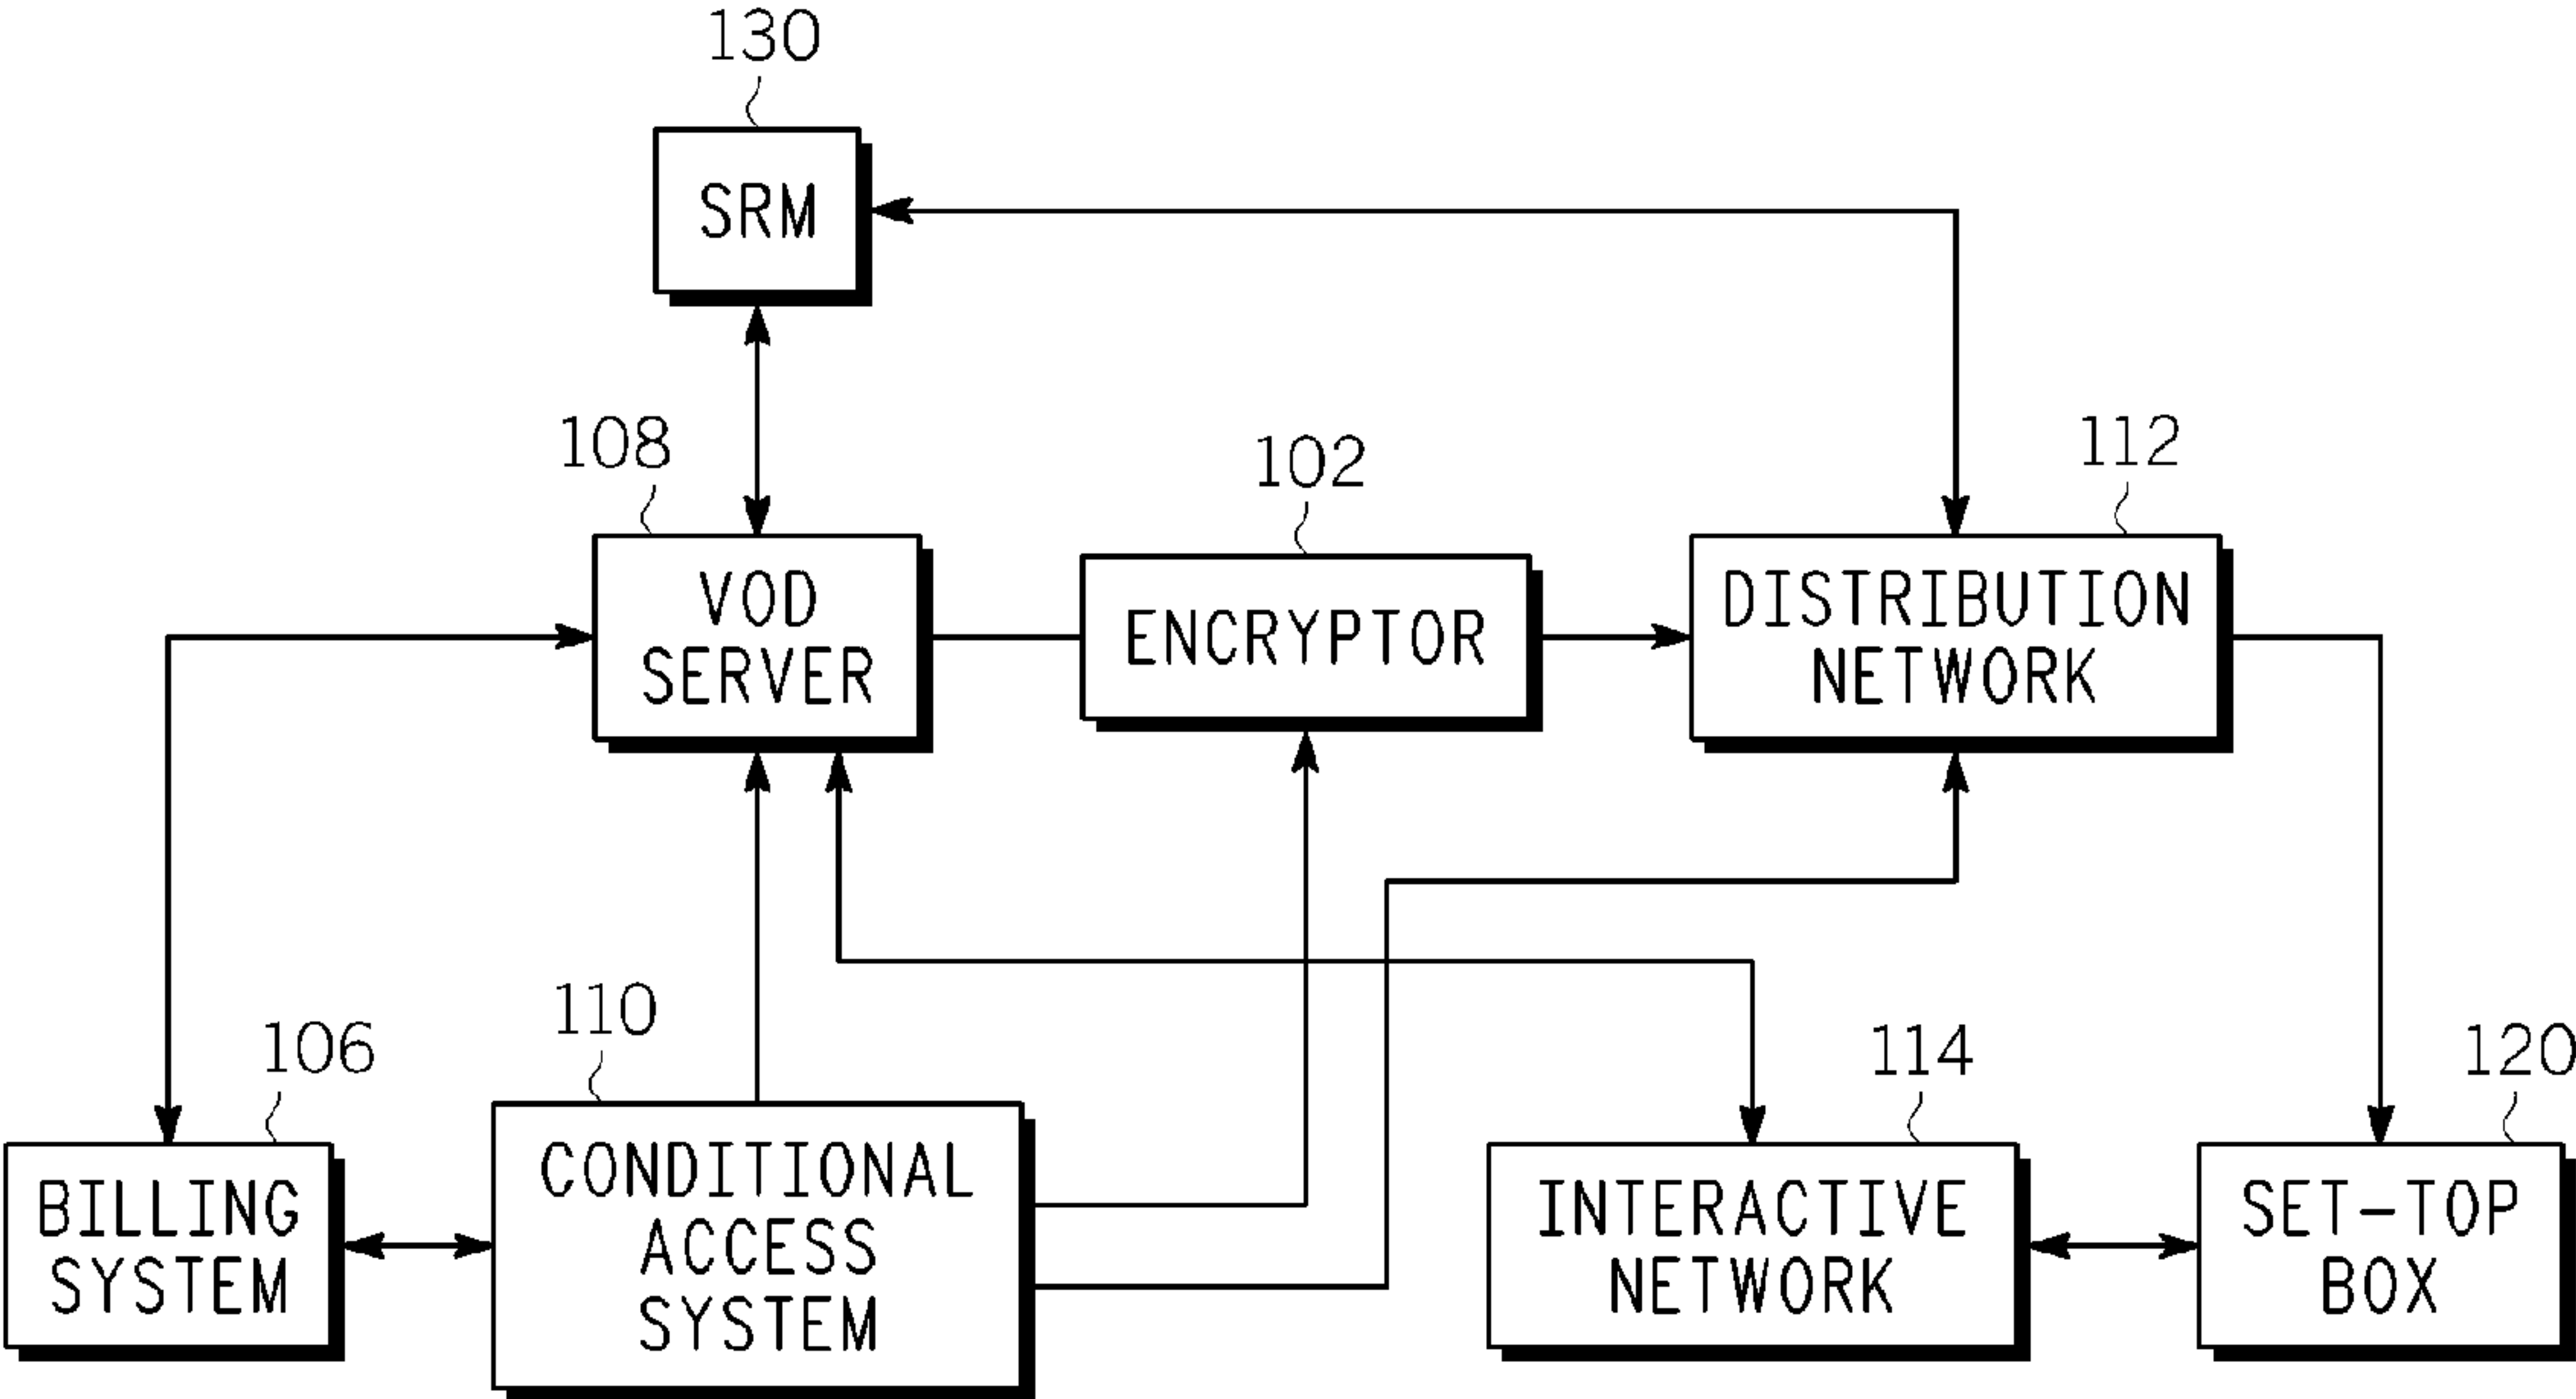 130
SRM
108
VOD
SERVER
102
ENCRYPTOR
112
DISTRIBUTION
NETWORK
106
BILLING
SYSTEM
110
CONDITIONAL
ACCESS
SYSTEM
114
INTERACTIVE
NETWORK
120
SET-TOP
BOX